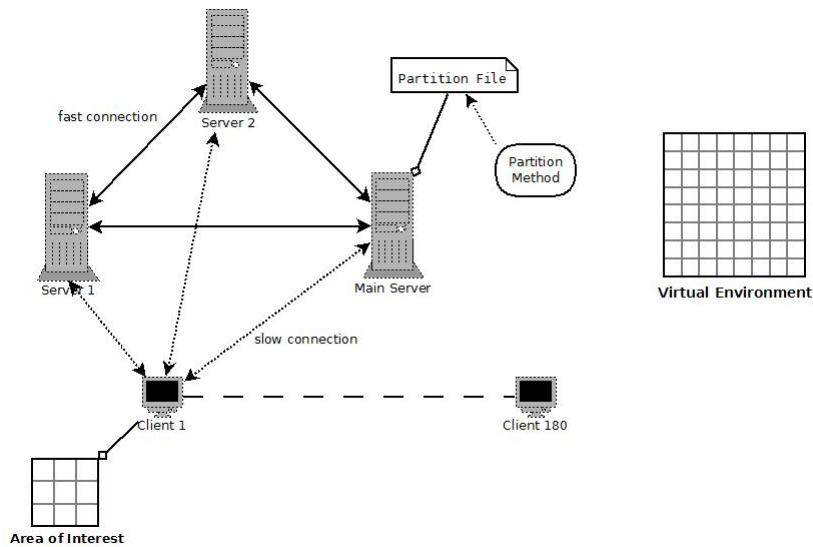 Partition File
fast connection
Server 2
Partition
Method
Server 1
Main Server
Virtual Environment
slow connection
Client 1
Client 180
Area of Interest